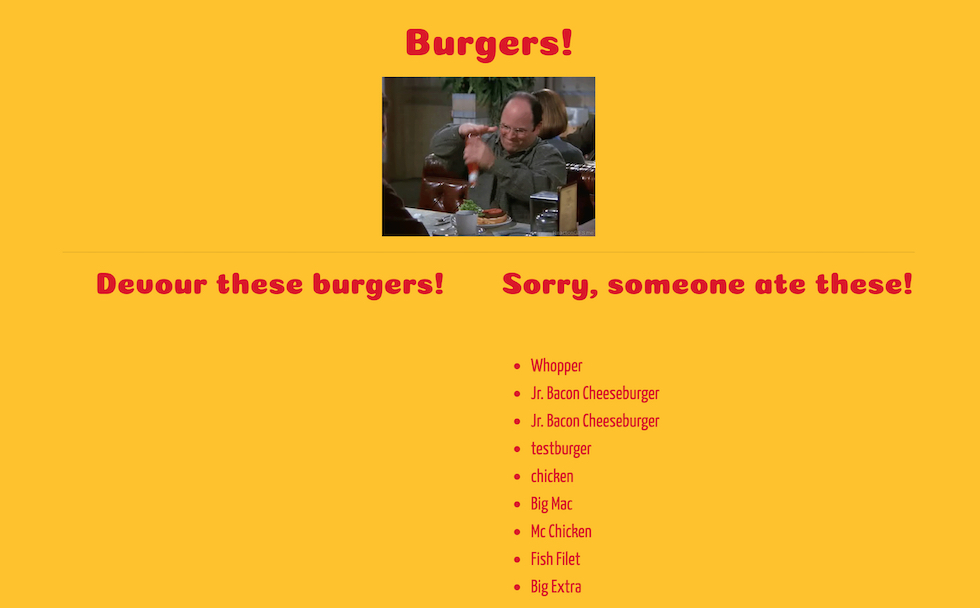 Burgers!
Devour these burgers!
Sorry, someone ate these!
Whopper
Jr. Bacon Cheeseburger
Jr. Bacon Cheeseburger
testburger
chicken
Big Mac
Mc Chicken
Fish Filet
Big Extra